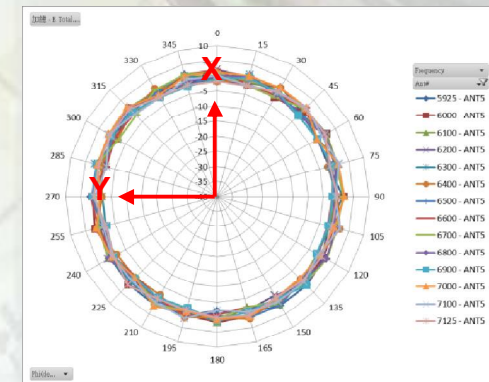 0
345
15
330
30
315
45
300
60
285
75
270
90
255
105
240
120
225
135
210
150
195
165
180
10
-5
10
15
20
25
30
35
X
Y
Frequency
5925 - ANT5
6000 - ANT5
6100 - ANT5
6200 - ANT5
6300 - ANT5
6400 - ANT5
6500 - ANT5
6600 - ANT5
6700 - ANT5
6800 - ANT5
6900 - ANT5
7000 - ANT5
7100 - ANT5
7125 - ANT5